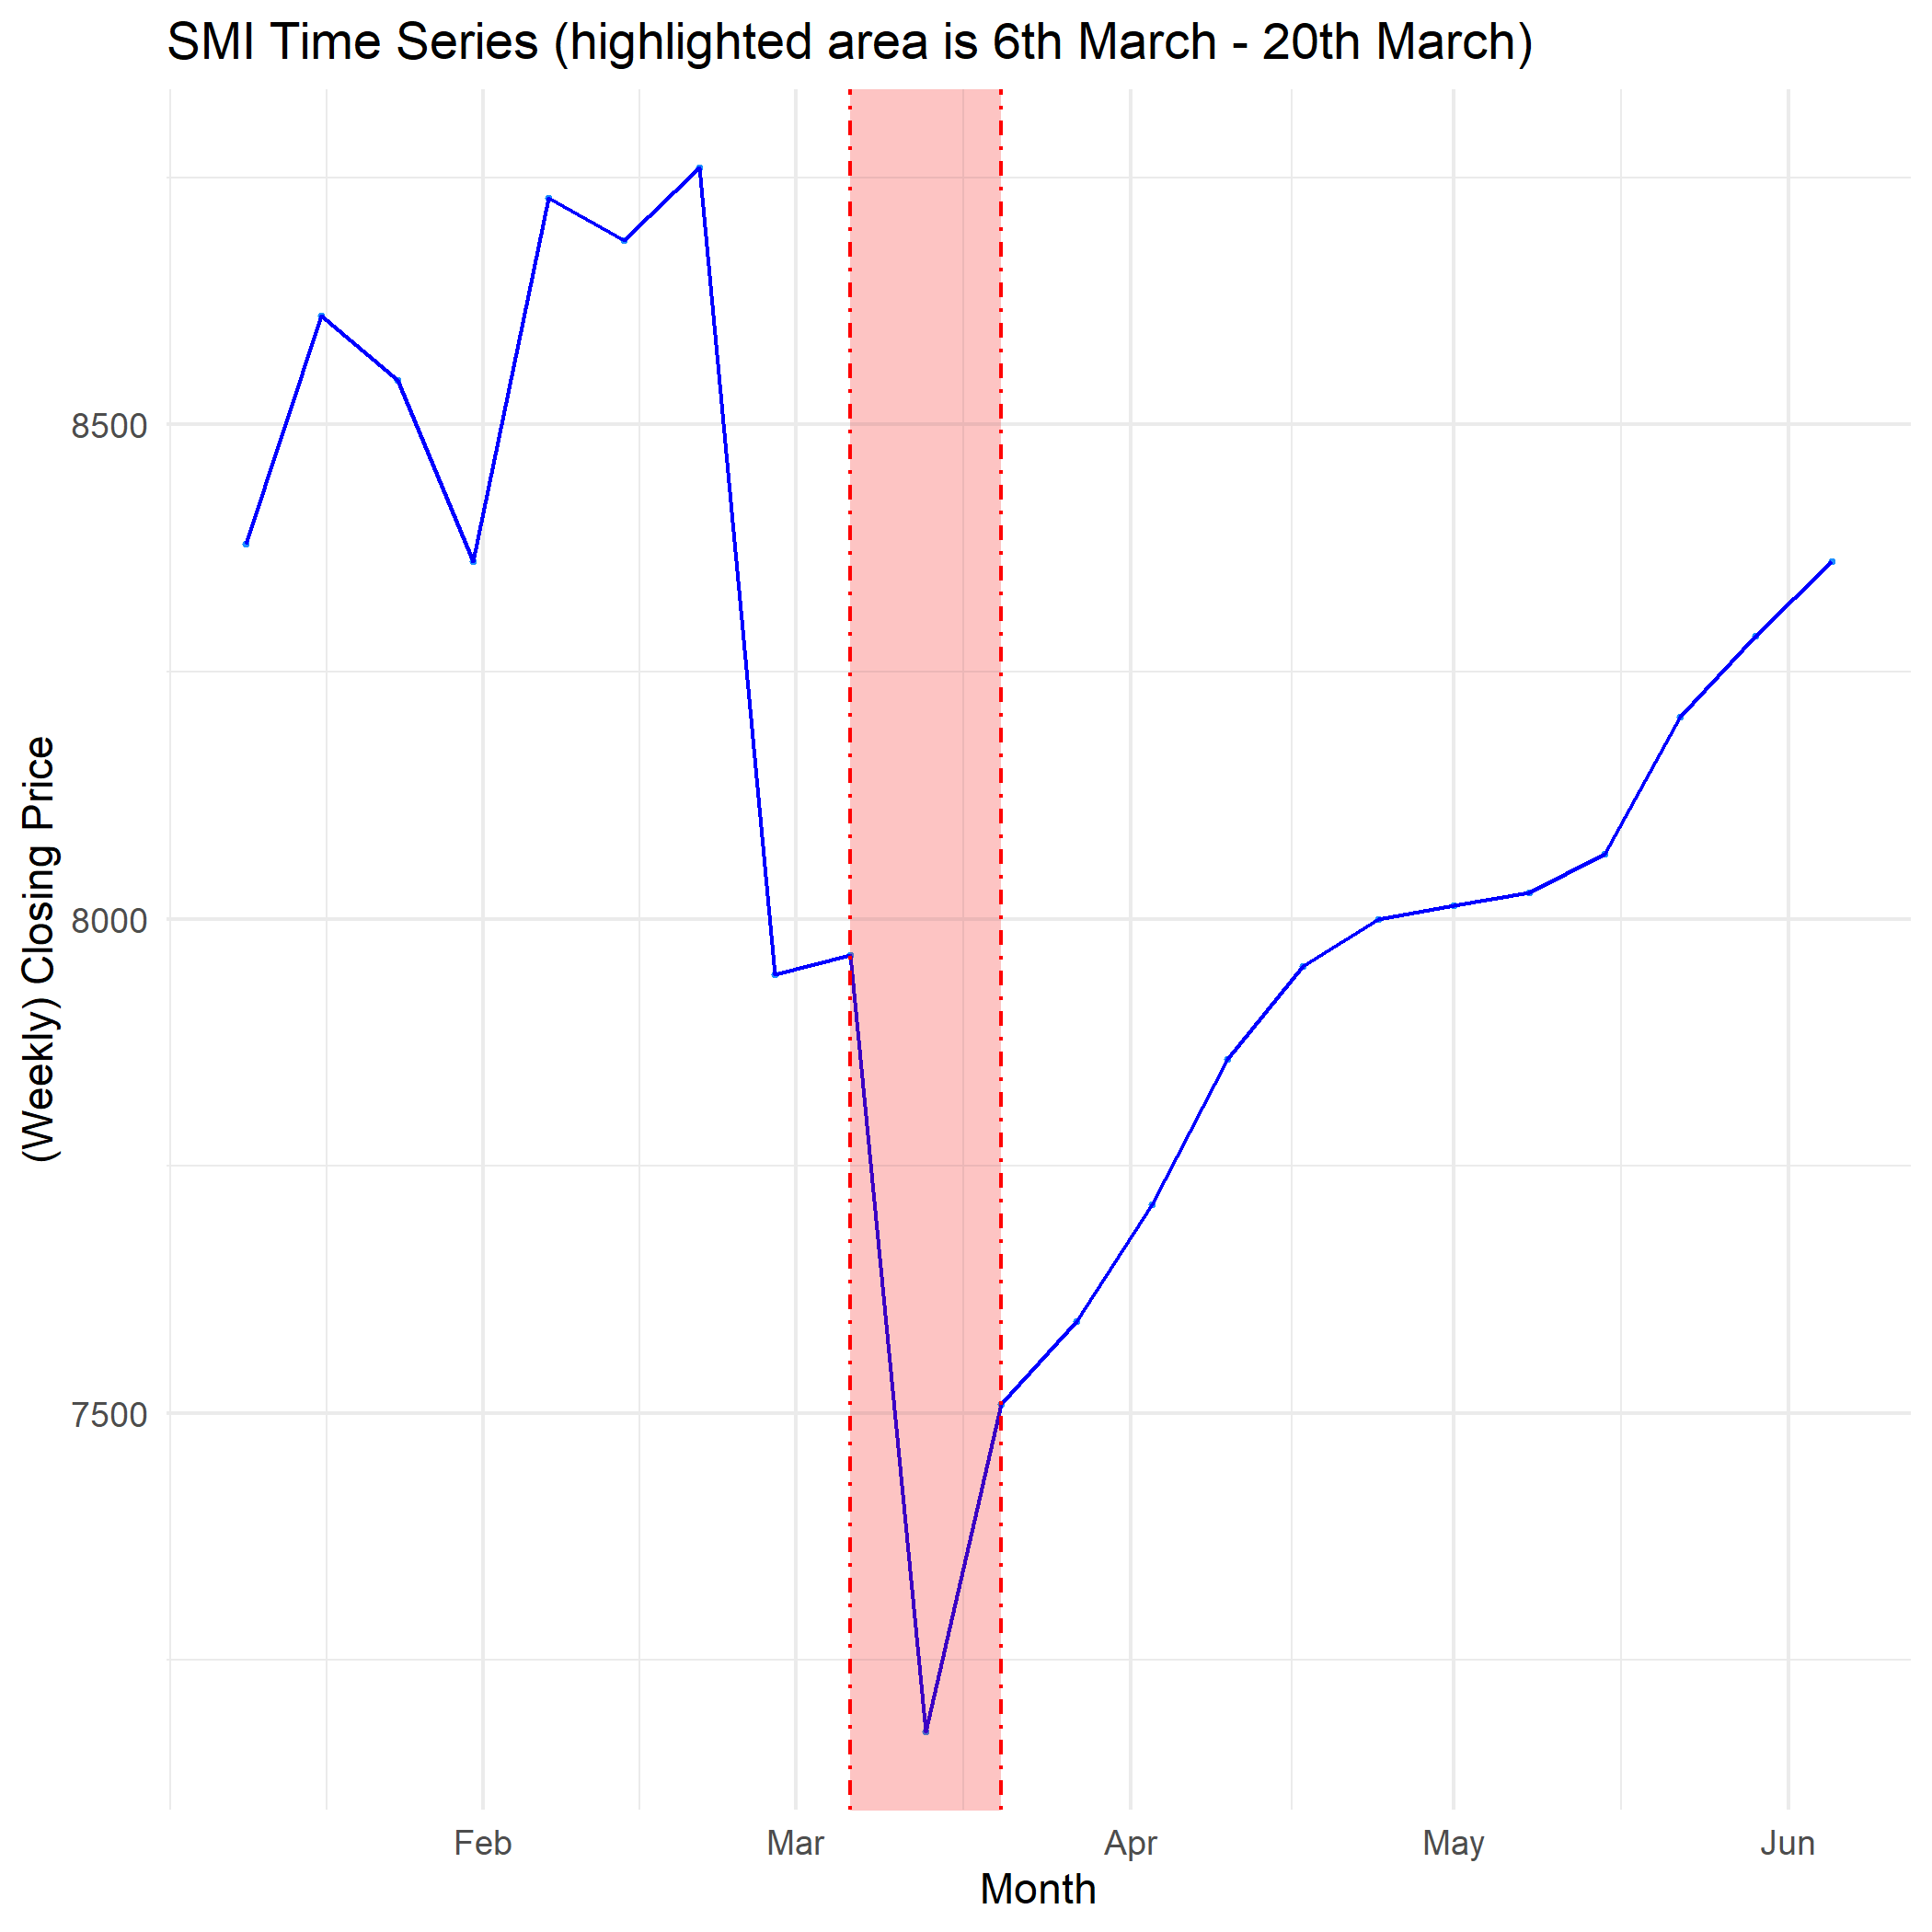 SMI Time Series (highlighted area is 6th March - 20th March)
(Weekly) Closing Price
8500
8000
7500
Feb Mar Apr May Jun
Month